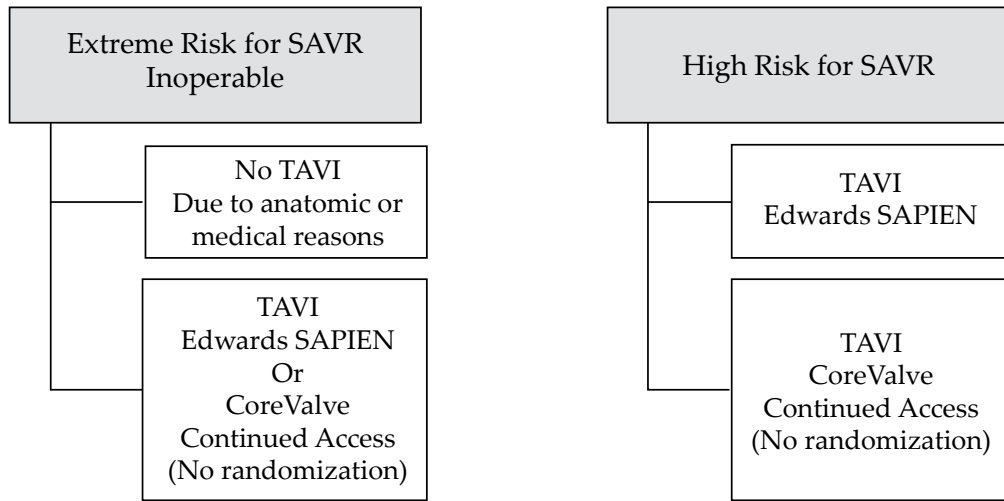 Extreme Risk for SAVR
Inoperable
No TAVI
Due to anatomic or
medical reasons
TAVI
Edwards SAPIEN
Or
CoreValve
Continued Access
(No randomization)
High Risk for SAVR
TAVI
Edwards SAPIEN
TAVI
CoreValve
Continued Access
(No randomization)